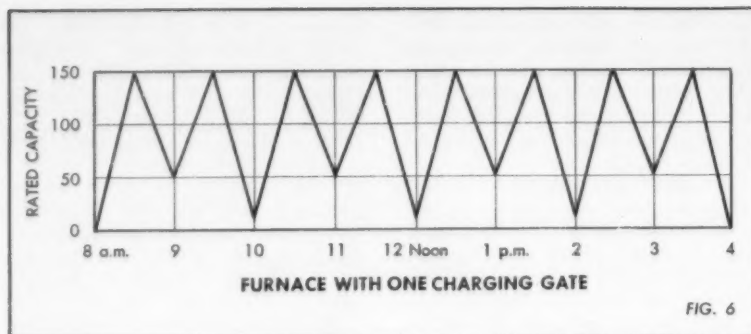 RATED CAPACITY
150
100
50
0
8 a.m. 9 10 11 12 Noon 1 p.m. 2 3 4
FURNACE WITH ONE CHARGING GATE
FIG. 6